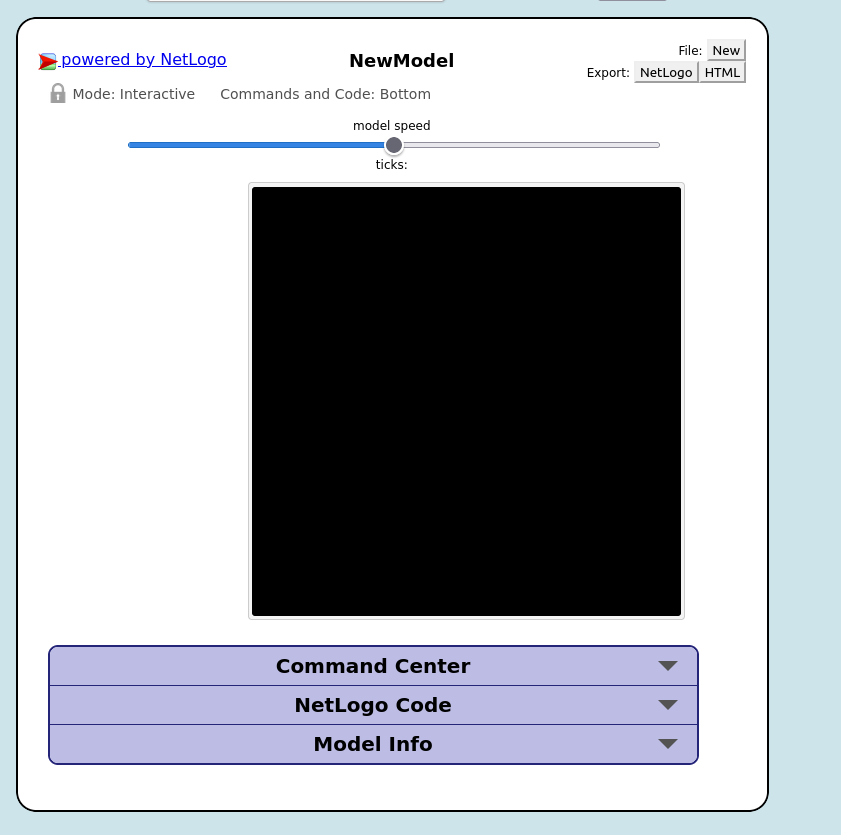 powered by NetLogo
NewModel
File: New
Export: NetLogo HTML
Mode: Interactive Commands and Code: Bottom
model speed
ticks:
Command Center
NetLogo Code
Model Info